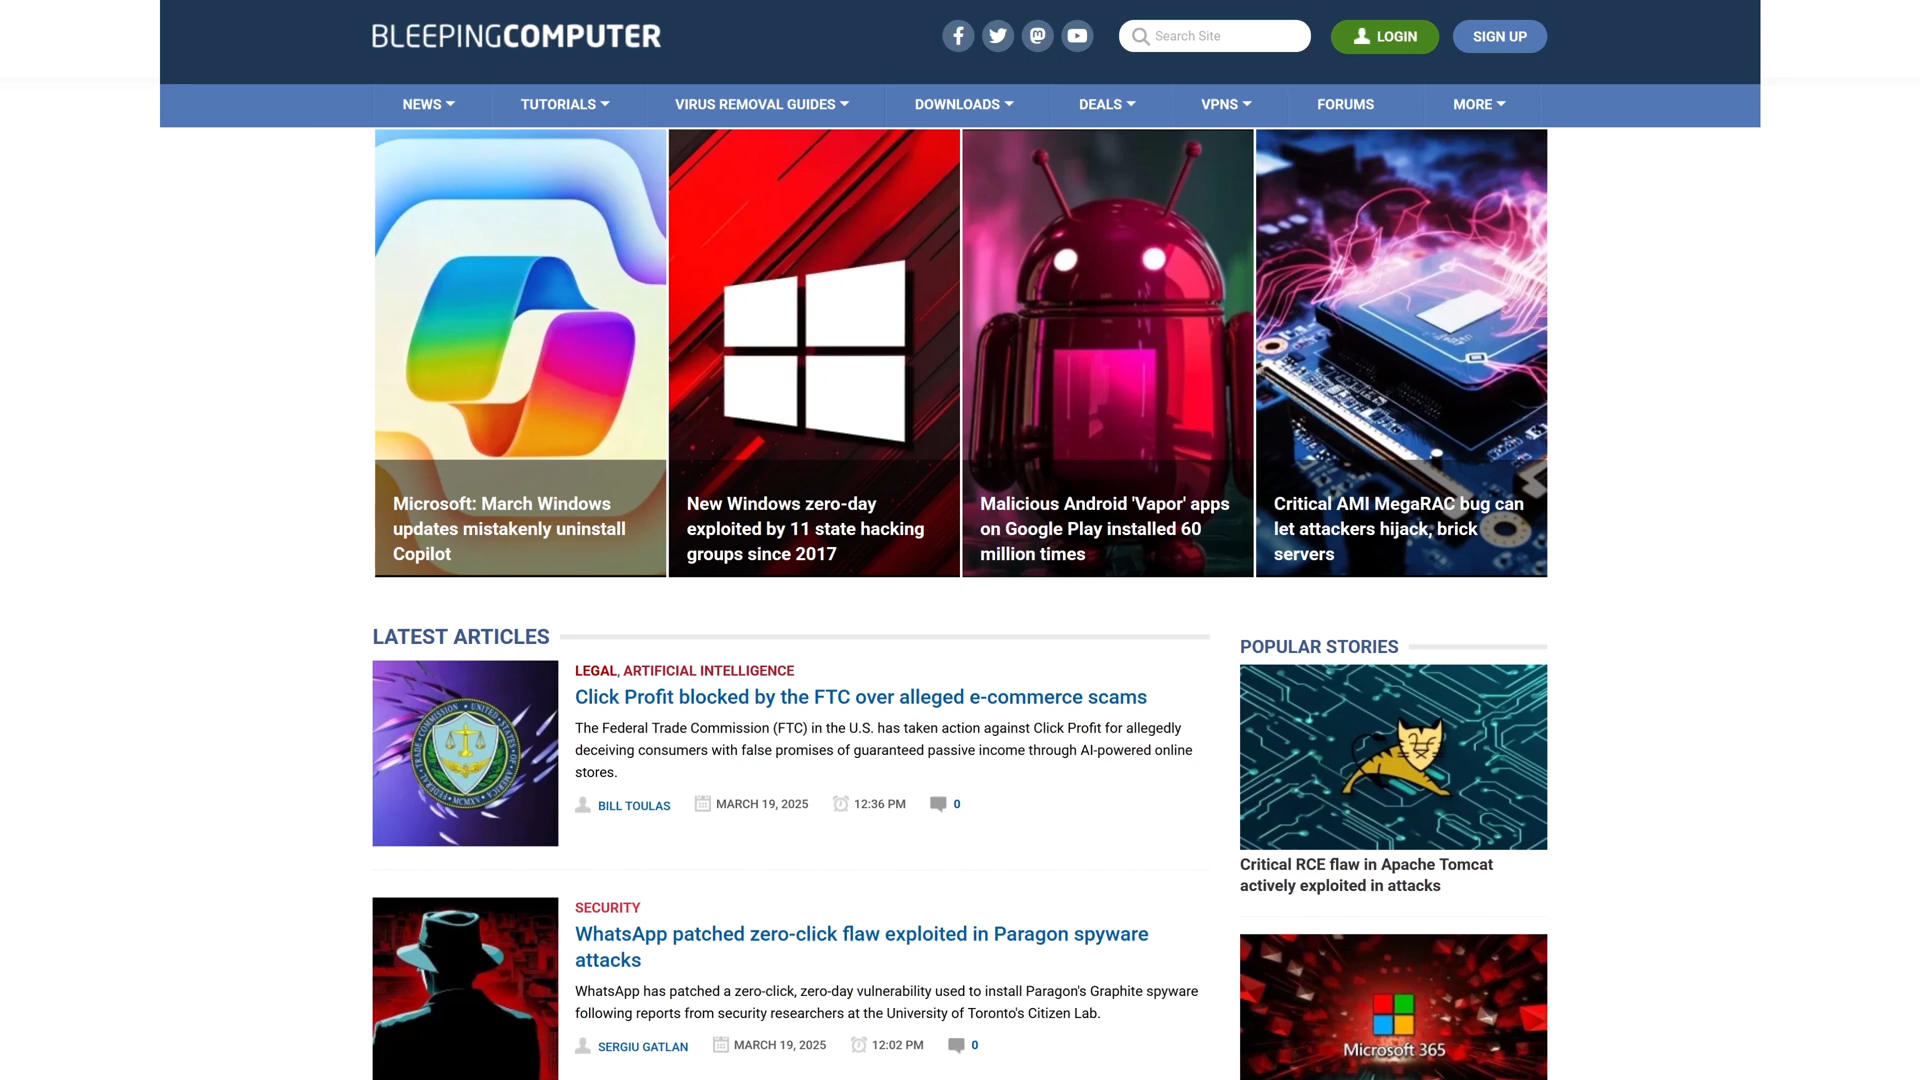 BLEEPINGCOMPUTER
Search Site
LOGIN
SIGN UP
NEWS
TUTORIALS
VIRUS REMOVAL GUIDES
DOWNLOADS
DEALS
VPNS
FORUMS
MORE
Microsoft: March Windows
updates mistakenly uninstall
Copilot
New Windows zero-day
exploited by 11 state hacking
groups since 2017
Malicious Android 'Vapor' apps
on Google Play installed 60
million times
Critical AMI MegaRAC bug can
let attackers hijack, brick
servers
LATEST ARTICLES
FEDERAL TRADE COMMISSION • UNITED STATES OF AMERICA
MCMXV
LEGAL, ARTIFICIAL INTELLIGENCE
Click Profit blocked by the FTC over alleged e-commerce scams
The Federal Trade Commission (FTC) in the U.S. has taken action against Click Profit for allegedly
deceiving consumers with false promises of guaranteed passive income through AI-powered online
stores.
BILL TOULAS
MARCH 19, 2025
12:36 PM
0
SECURITY
WhatsApp patched zero-click flaw exploited in Paragon spyware
attacks
WhatsApp has patched a zero-click, zero-day vulnerability used to install Paragon's Graphite spyware
following reports from security researchers at the University of Toronto's Citizen Lab.
SERGIU GATLAN
MARCH 19, 2025
12:02 PM
0
POPULAR STORIES
Critical RCE flaw in Apache Tomcat
actively exploited in attacks
Microsoft 365